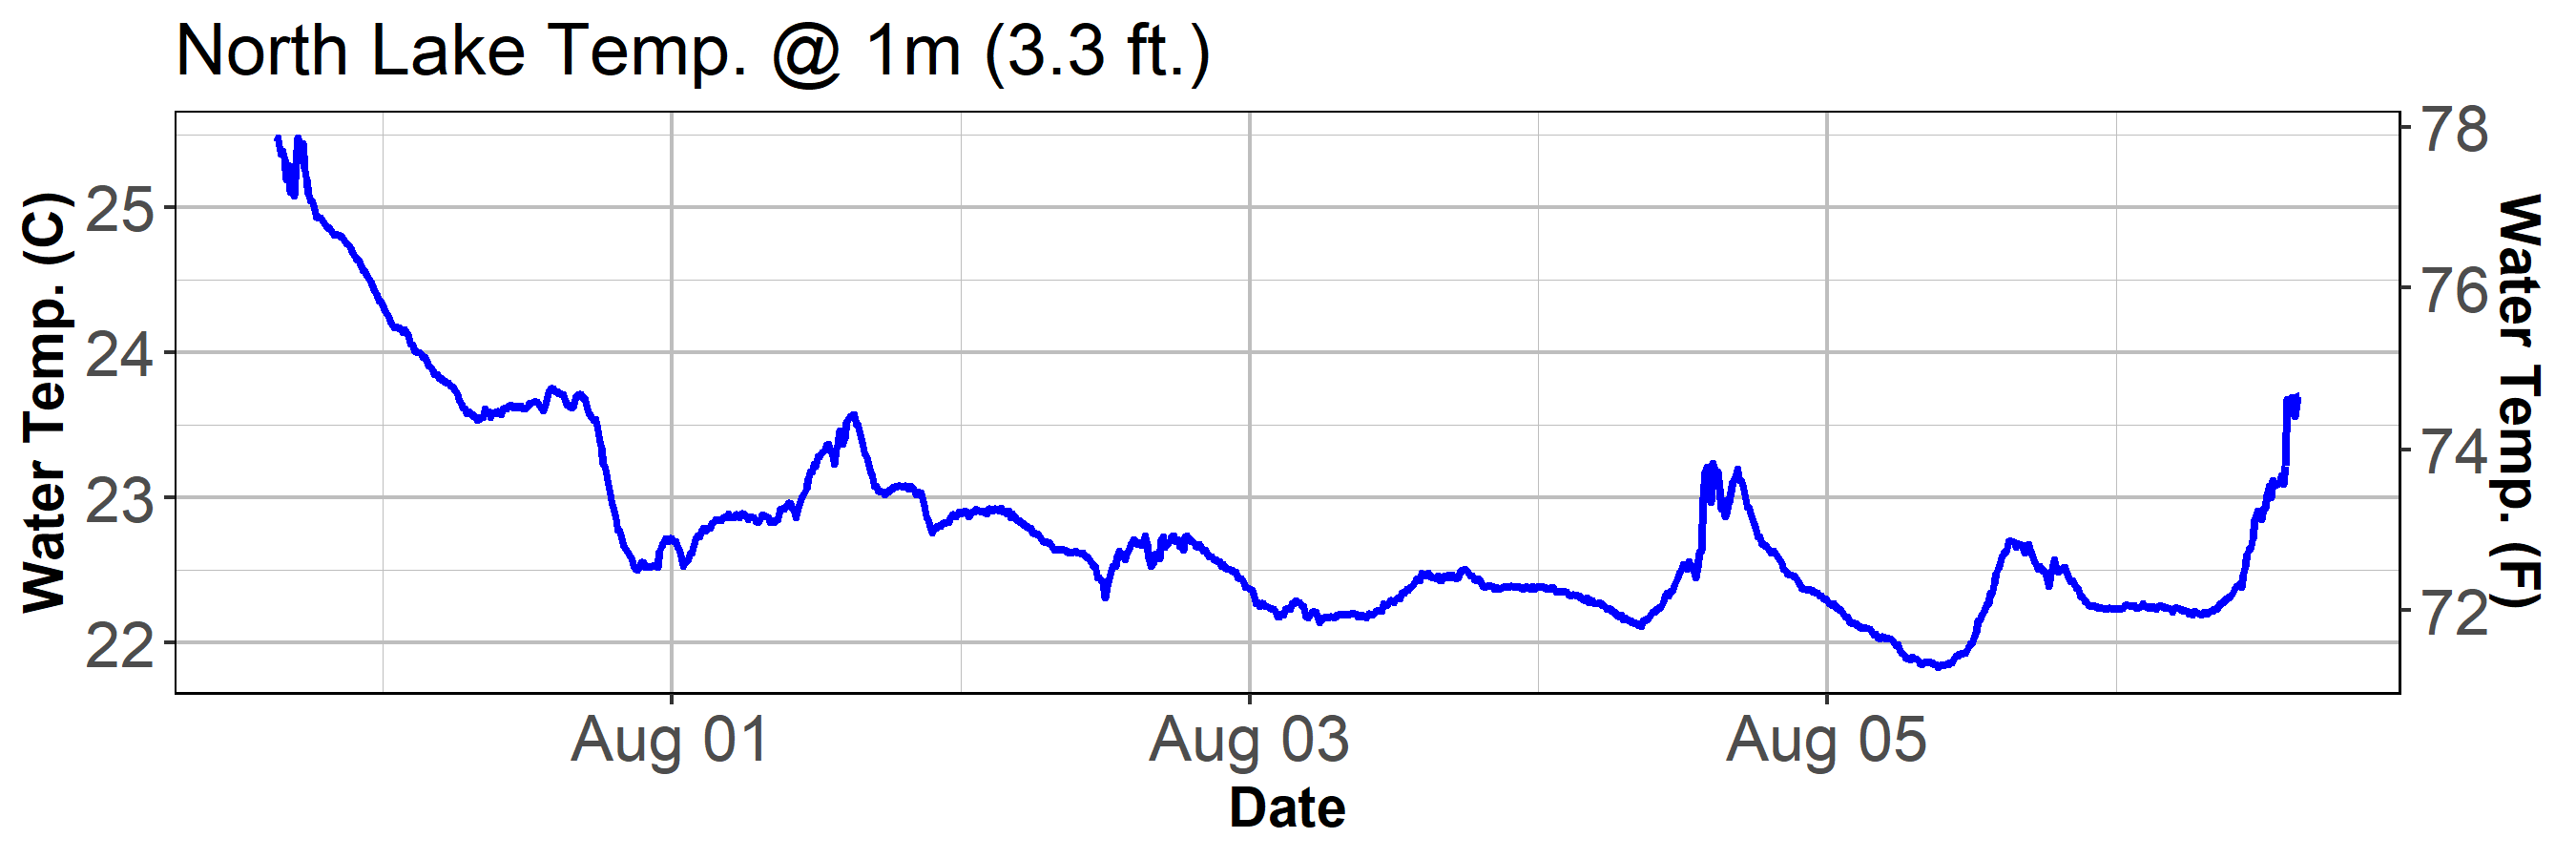 North Lake Temp. @ 1m (3.3 ft.)
Water Temp. (C)
25
24
23
22
78
76
74
72
Water Temp. (F)
Aug 01
Aug 03
Aug 05
Date